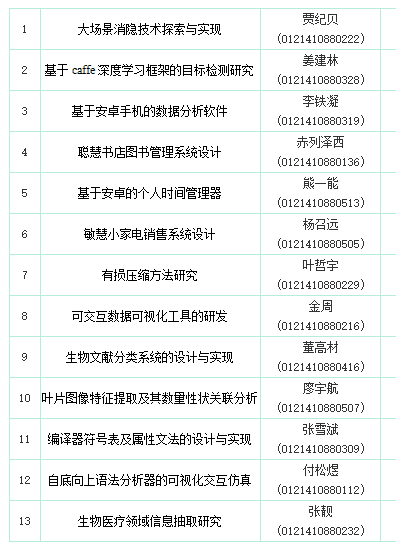 1 大场景消隐技术探索与实现 贾纪贝
(0121410880222)
2 基于 caffe 深度学习框架的目标检测研究 姜建林
(0121410880328)
3 基于安卓手机的数据分析软件 李铁凝
(0121410880319)
4 聪慧书店图书管理系统设计 赤列泽西
(0121410880136)
5 基于安卓的个人时间管理器 熊一能
(0121410880513)
6 敏慧小家电销售系统设计 杨召远
(0121410880505)
7 有损压缩方法研究 叶哲宇
(0121410880229)
8 可交互数据可视化工具的研发 金周
(0121410880216)
9 生物文献分类系统的设计与实现 董高材
(0121410880416)
10 叶片图像特征提取及其数量性状关联分析 廖宇航
(0121410880507)
11 编译器符号表及属性文法的设计与实现 张雪斌
(0121410880309)
12 自底向上语法分析器的可视化交互仿真 付松煜
(0121410880112)
13 生物医疗领域信息抽取研究 张靓
(0121410880232)